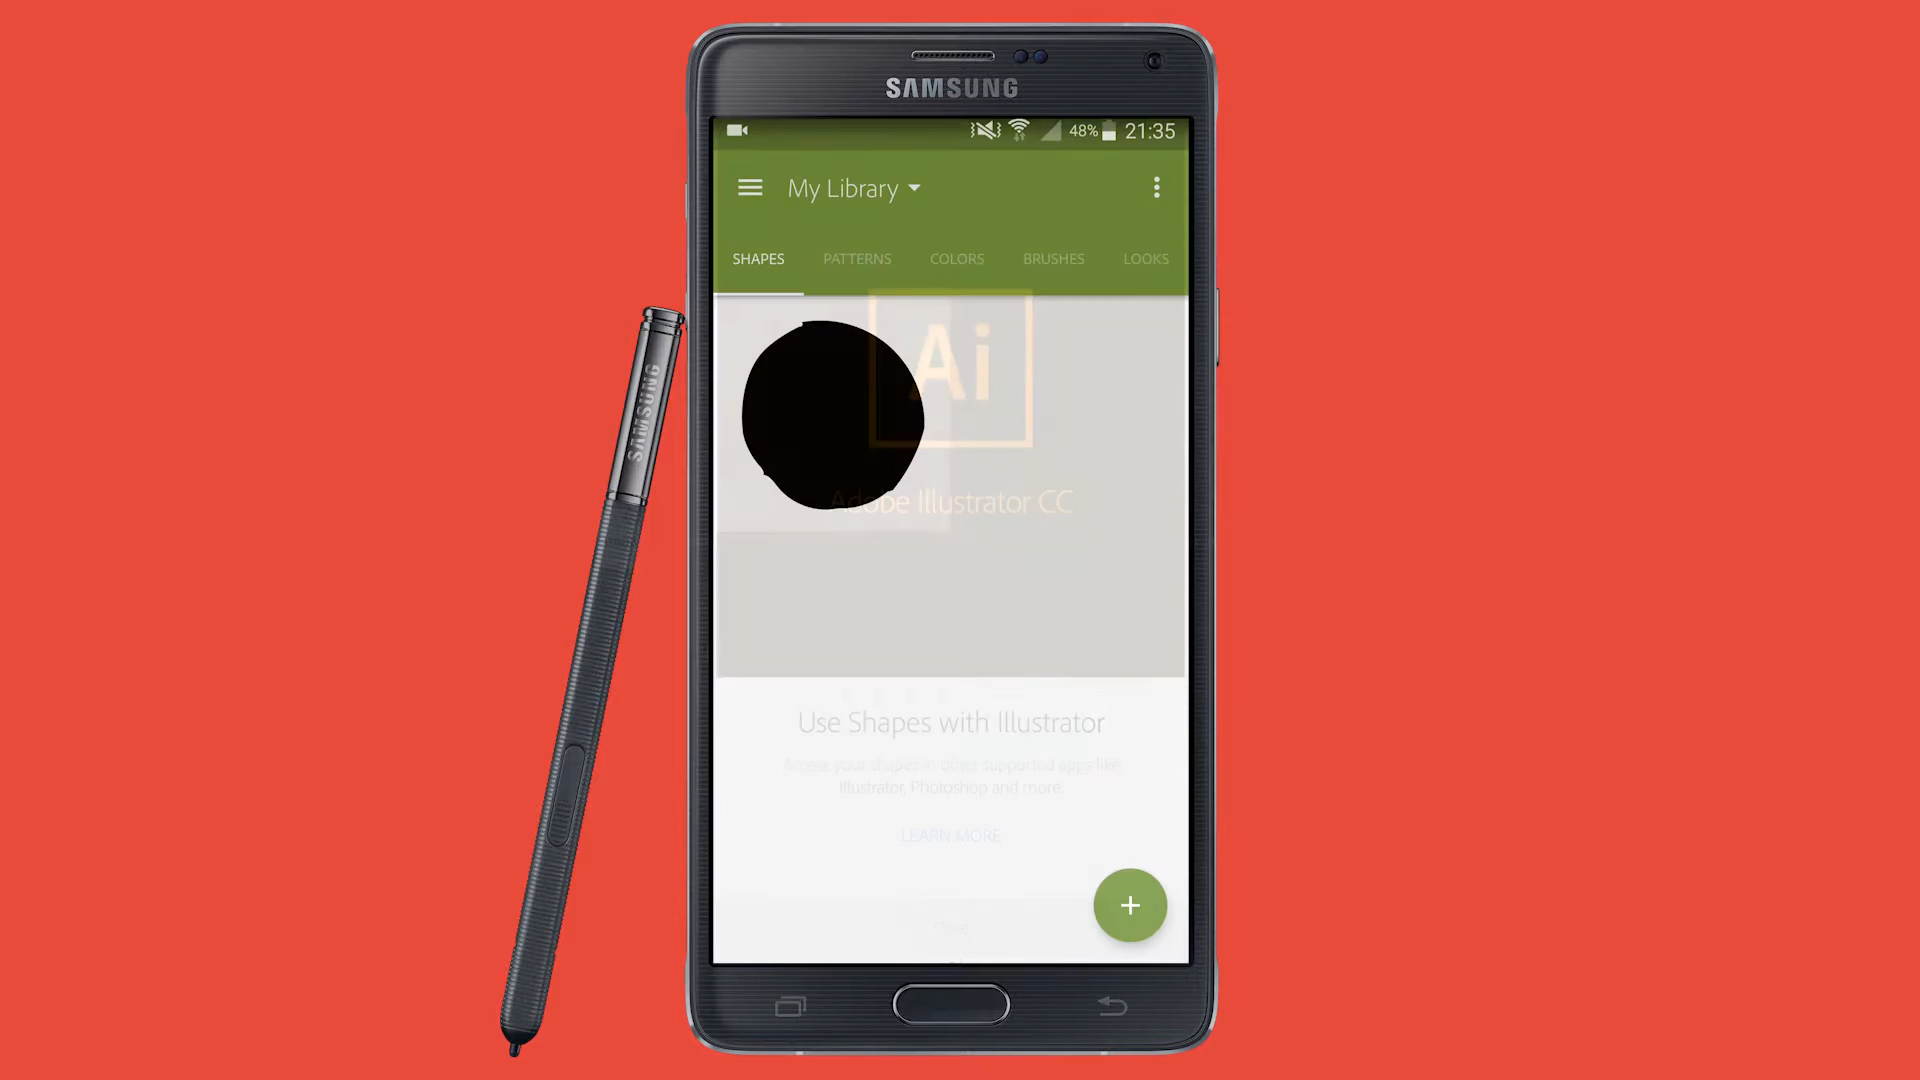 SAMSUNG
48% 21:35
My Library
SHAPES PATTERNS COLORS BRUSHES LOOKS
Ai
Adobe Illustrator CC
SAMSUNG
Use Shapes with Illustrator
Access your shapes in other supported apps like
Illustrator, Photoshop and more.
LEARN MORE